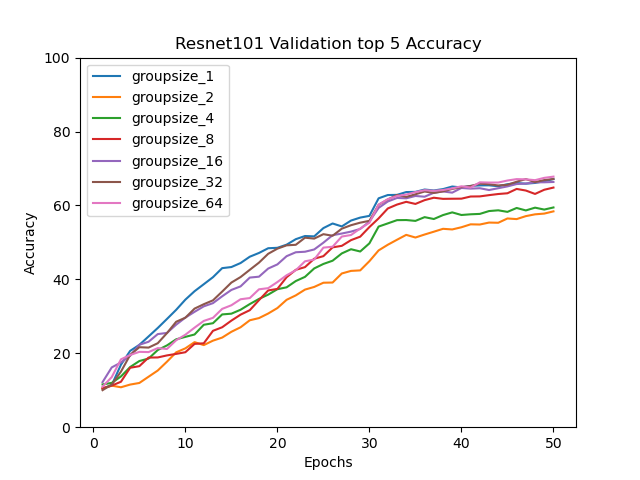 Resnet101 Validation top 5 Accuracy
100
80
60
40
20
0
Accuracy
groupsize_1
groupsize_2
groupsize_4
groupsize_8
groupsize_16
groupsize_32
groupsize_64
0 10 20 30 40 50
Epochs